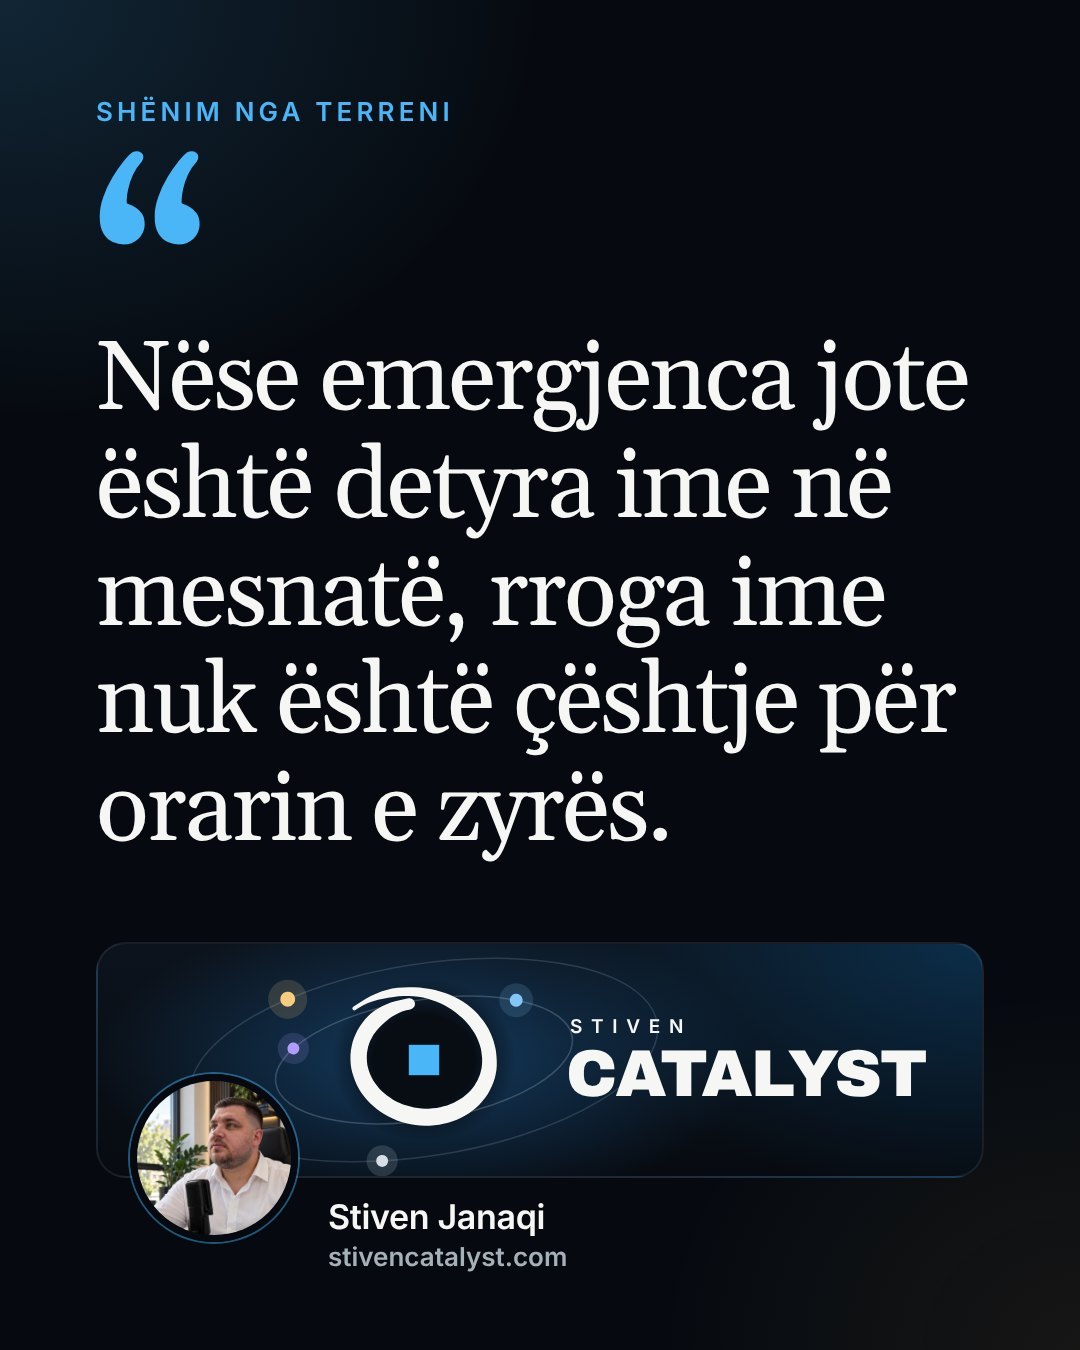 SHËNIM NGA TERRENI
“
Nëse emergjenca jote
është detyra ime në
mesnatë, rroga ime
nuk është çështje për
orarin e zyrës.
STIVEN
CATALYST
Stiven Janaqi
stivencatalyst.com